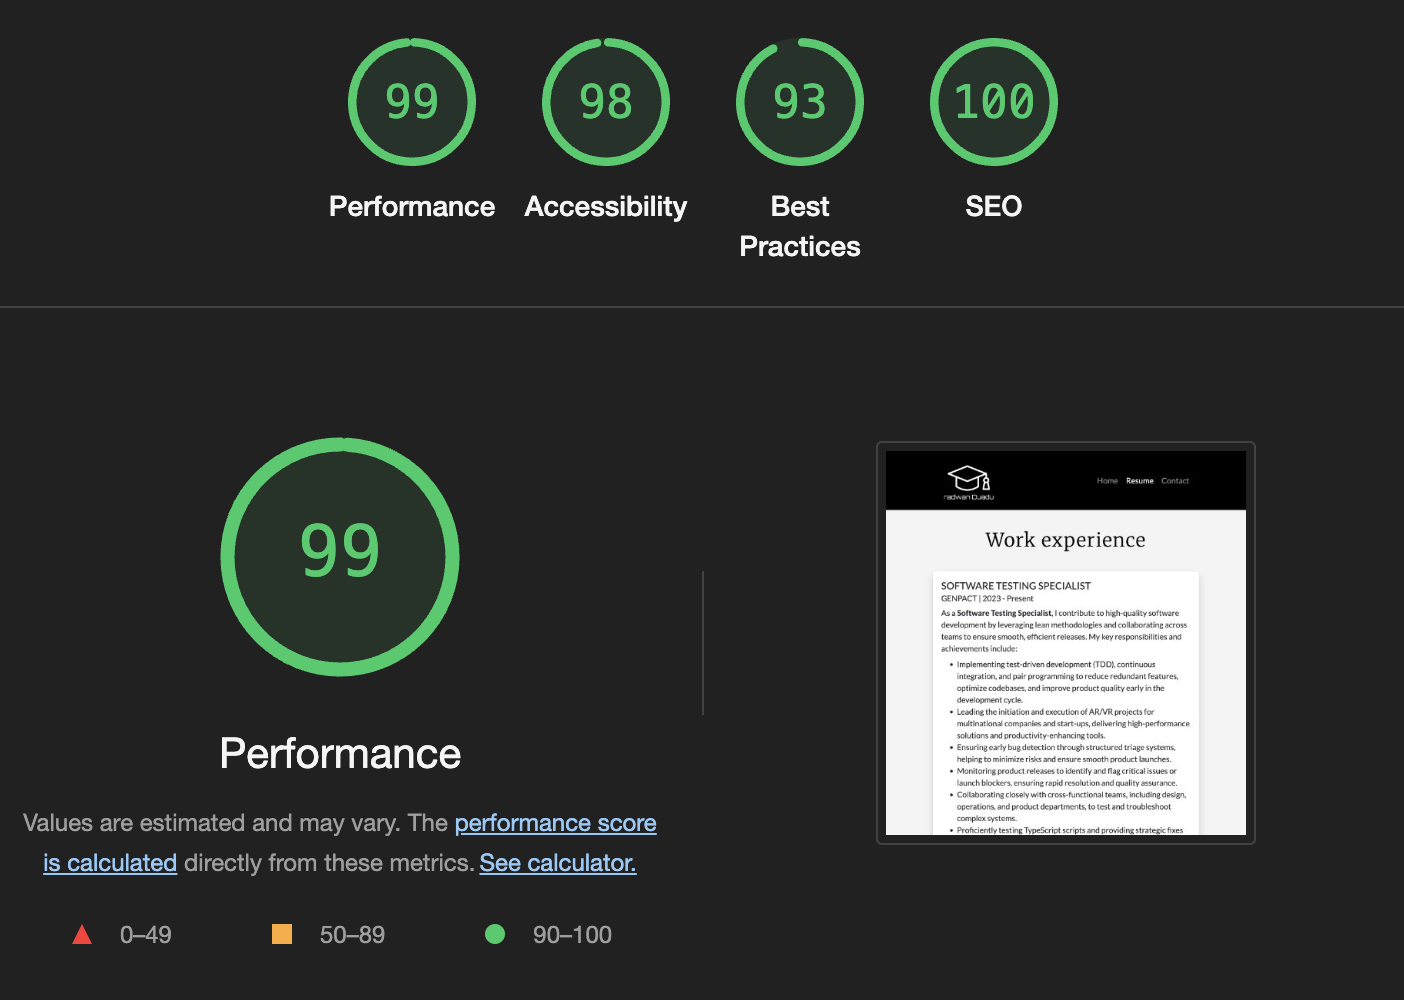 99
98
93
100
Performance
Accessibility
Best
Practices
SEO
99
Performance
Values are estimated and may vary. The performance score
is calculated directly from these metrics. See calculator.
0–49
50–89
90–100
radwan Duadu
Home Resume Contact
Work experience
SOFTWARE TESTING SPECIALIST
GENPACT | 2023 - Present
As a Software Testing Specialist, I contribute to high-quality software
development by leveraging lean methodologies and collaborating across
teams to ensure smooth, efficient releases. My key responsibilities and
achievements include:
• Implementing test-driven development (TDD), continuous
integration, and pair programming to reduce redundant features,
optimize codebases, and improve product quality early in the
development cycle.
• Leading the initiation and execution of AR/VR projects for
multinational companies and start-ups, delivering high-performance
solutions and productivity-enhancing tools.
• Ensuring early bug detection through structured triage systems,
helping to minimize risks and ensure smooth product launches.
• Monitoring product releases to identify and flag critical issues or
launch blockers, ensuring rapid resolution and quality assurance.
• Collaborating closely with cross-functional teams, including design,
operations, and product departments, to test and troubleshoot
complex systems.
• Proficiently testing TypeScript scripts and providing strategic fixes